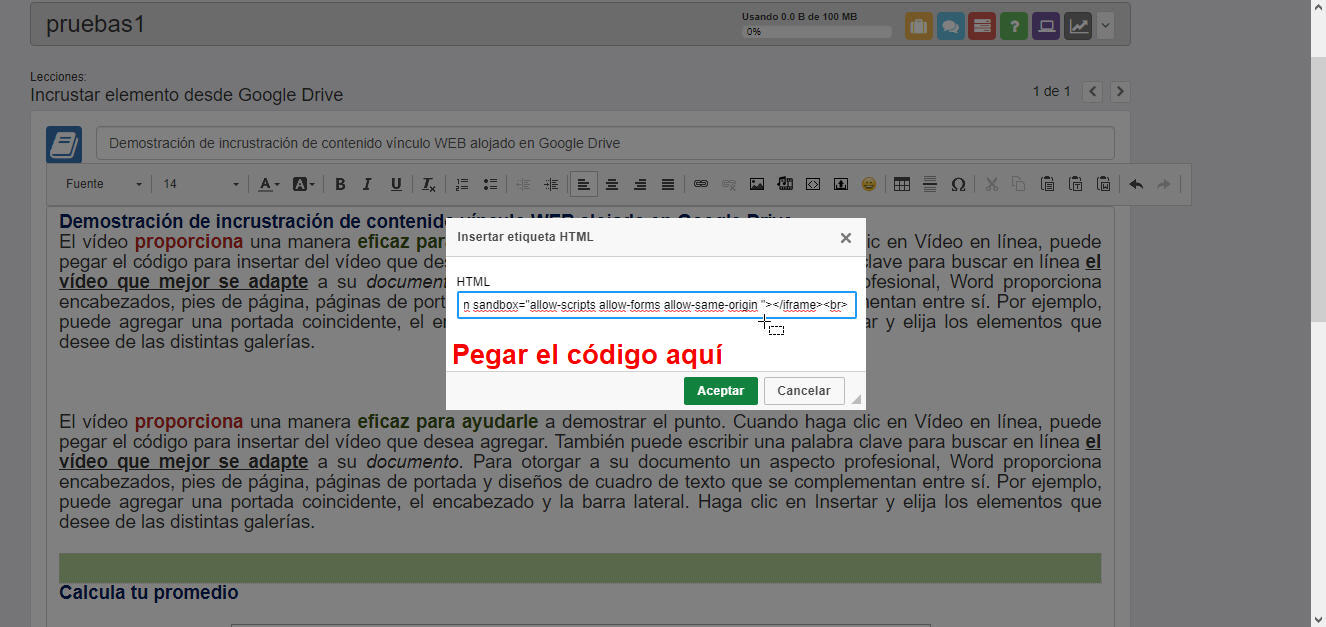 pruebas1
Usando 0.0 B de 100 MB
0%
Lecciones:
Incrustar elemento desde Google Drive
1 de 1
Demostración de incrustración de contenido vínculo WEB alojado en Google Drive
Fuente 14
Demostración de incrustración de contenido vínculo WEB alojado en Google Drive
El vídeo proporciona una manera eficaz par
ic en Vídeo en línea, puede
pegar el código para insertar del vídeo que des
lave para buscar en línea el
vídeo que mejor se adapte a su documen
ofesional, Word proporciona
encabezados, pies de página, páginas de port
entan entre sí. Por ejemplo,
puede agregar una portada coincidente, el en
ar y elija los elementos que
desee de las distintas galerías.
Insertar etiqueta HTML
HTML
n sandbox="allow-scripts allow-forms allow-same-origin "></iframe><br>
Pegar el código aquí
Aceptar Cancelar
El vídeo proporciona una manera eficaz para ayudarle a demostrar el punto. Cuando haga clic en Vídeo en línea, puede
pegar el código para insertar del vídeo que desea agregar. También puede escribir una palabra clave para buscar en línea el
vídeo que mejor se adapte a su documento. Para otorgar a su documento un aspecto profesional, Word proporciona
encabezados, pies de página, páginas de portada y diseños de cuadro de texto que se complementan entre sí. Por ejemplo,
puede agregar una portada coincidente, el encabezado y la barra lateral. Haga clic en Insertar y elija los elementos que
desee de las distintas galerías.
Calcula tu promedio